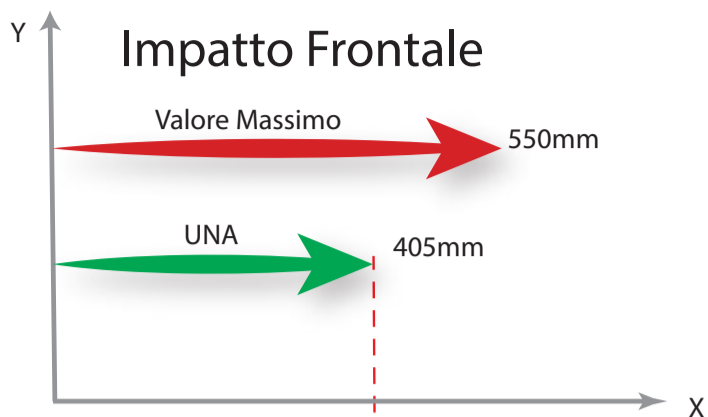 Y
Impatto Frontale
Valore Massimo
550mm
UNA
405mm
X